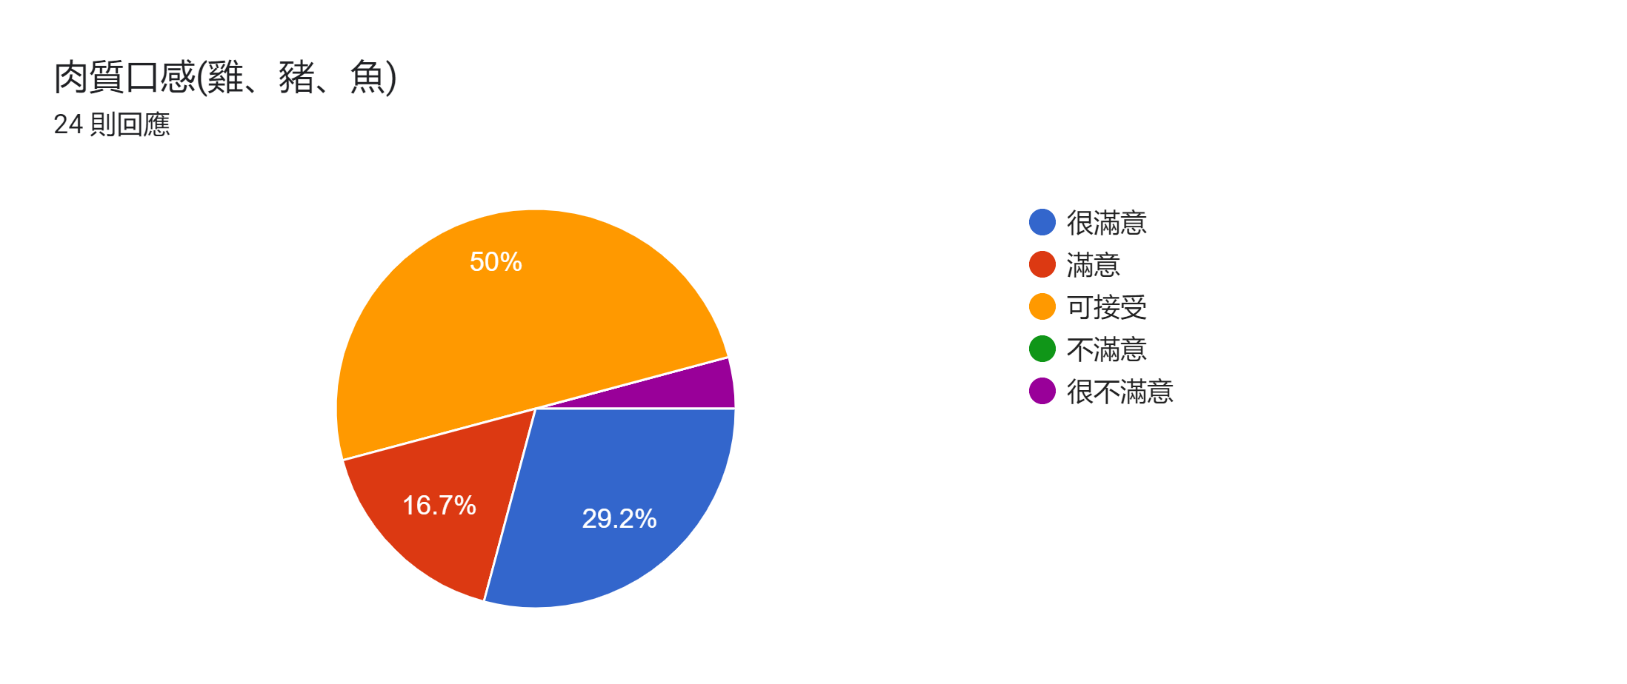 肉質口感(雞、豬、魚)
24 則回應
50%
16.7%
29.2%
很滿意
滿意
可接受
不滿意
很不滿意